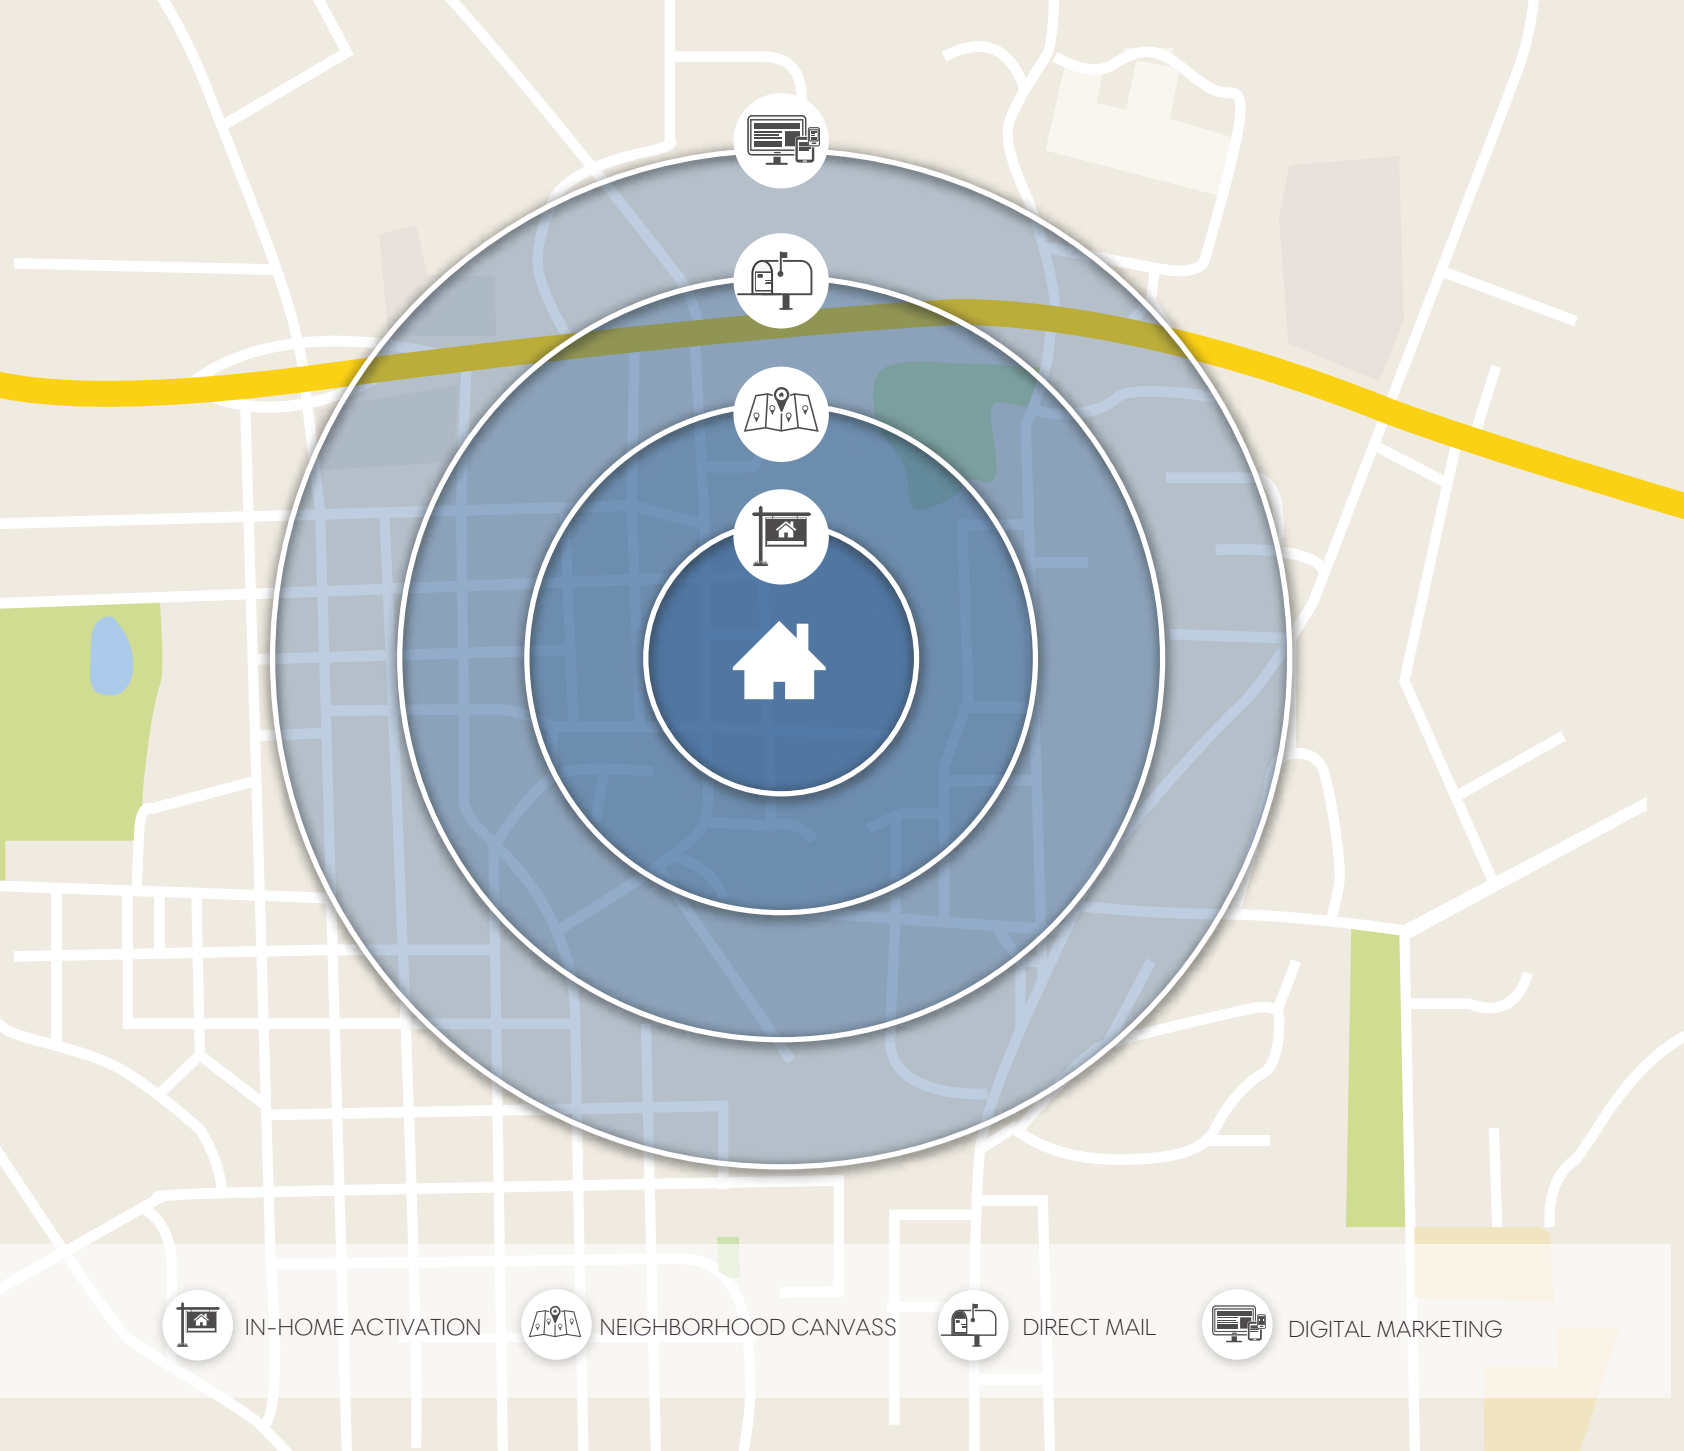 IN-HOME ACTIVATION
NEIGHBORHOOD CANVASS
DIRECT MAIL
DIGITAL MARKETING